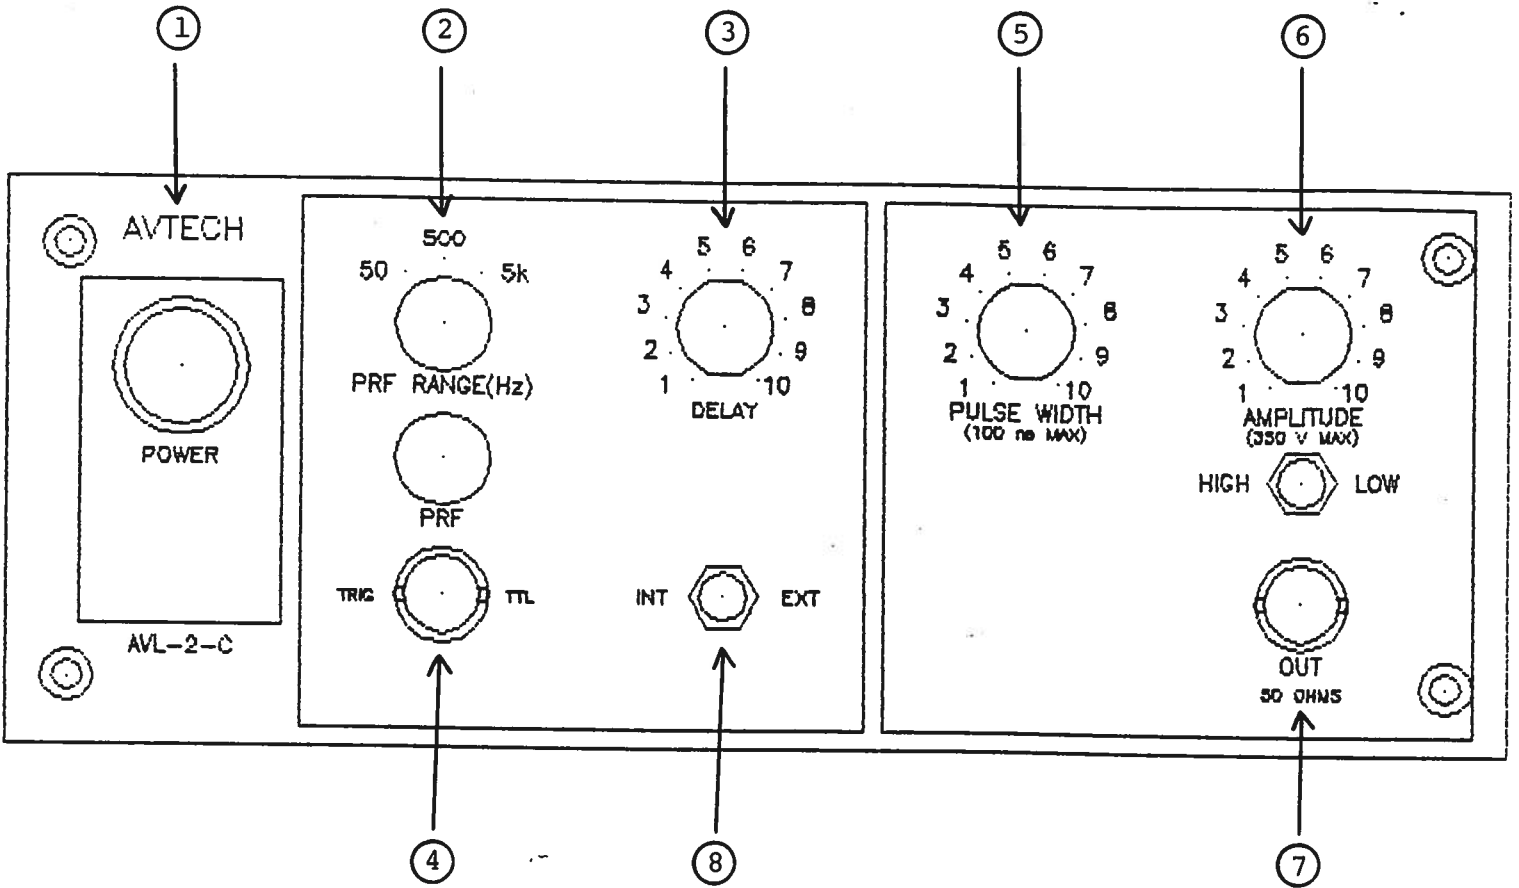 1 2 3 5 6
AVTECH
POWER
AVL-2-C
500
50 5k
PRF RANGE(Hz)
PRF
TRIG TTL
5 6
4 7
3 8
2 9
1 10
DELAY
INT EXT
5 6
4 7
3 8
2 9
1 10
PULSE WIDTH
(100 ns MAX)
5 6
4 7
3 8
2 9
1 10
AMPLITUDE
(350 V MAX)
HIGH LOW
OUT
50 OHMS
4 8 7